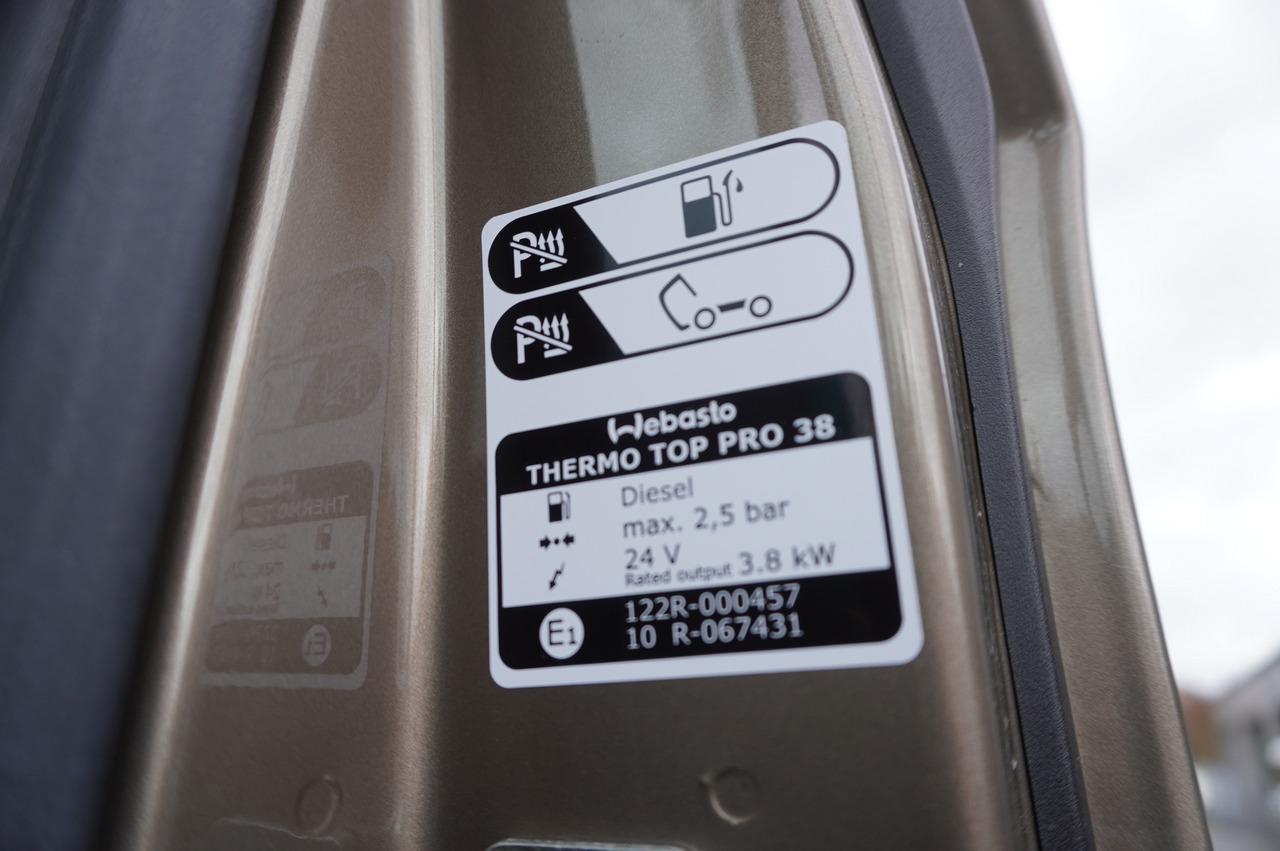 Webasto
THERMO TOP PRO 38
Diesel
max. 2,5 bar
24 V
Rated output 3.8 kW
E1
122R-000457
10 R-067431